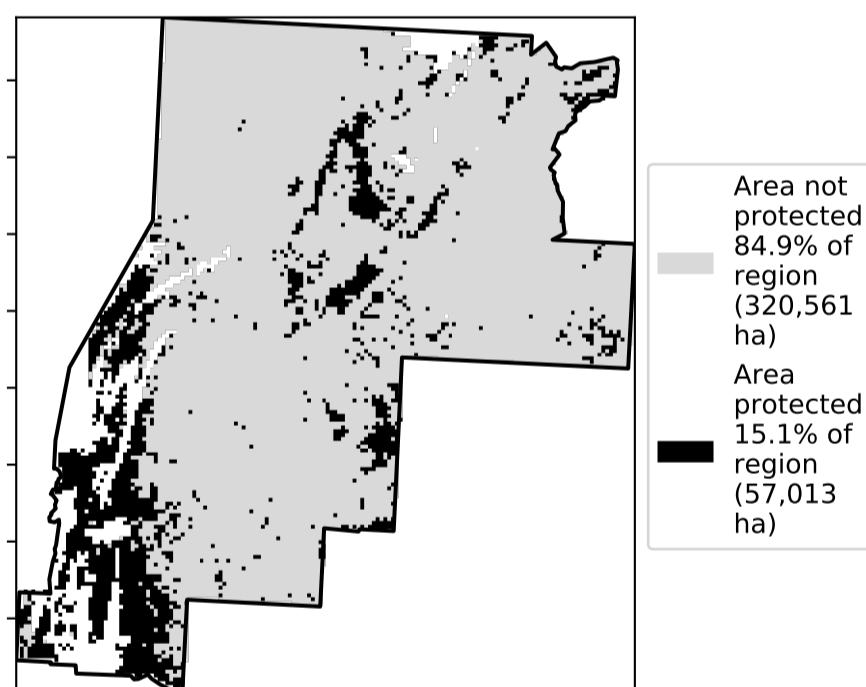 Area not
protected
84.9% of
region
(320,561
ha)
Area
protected
15.1% of
region
(57,013
ha)